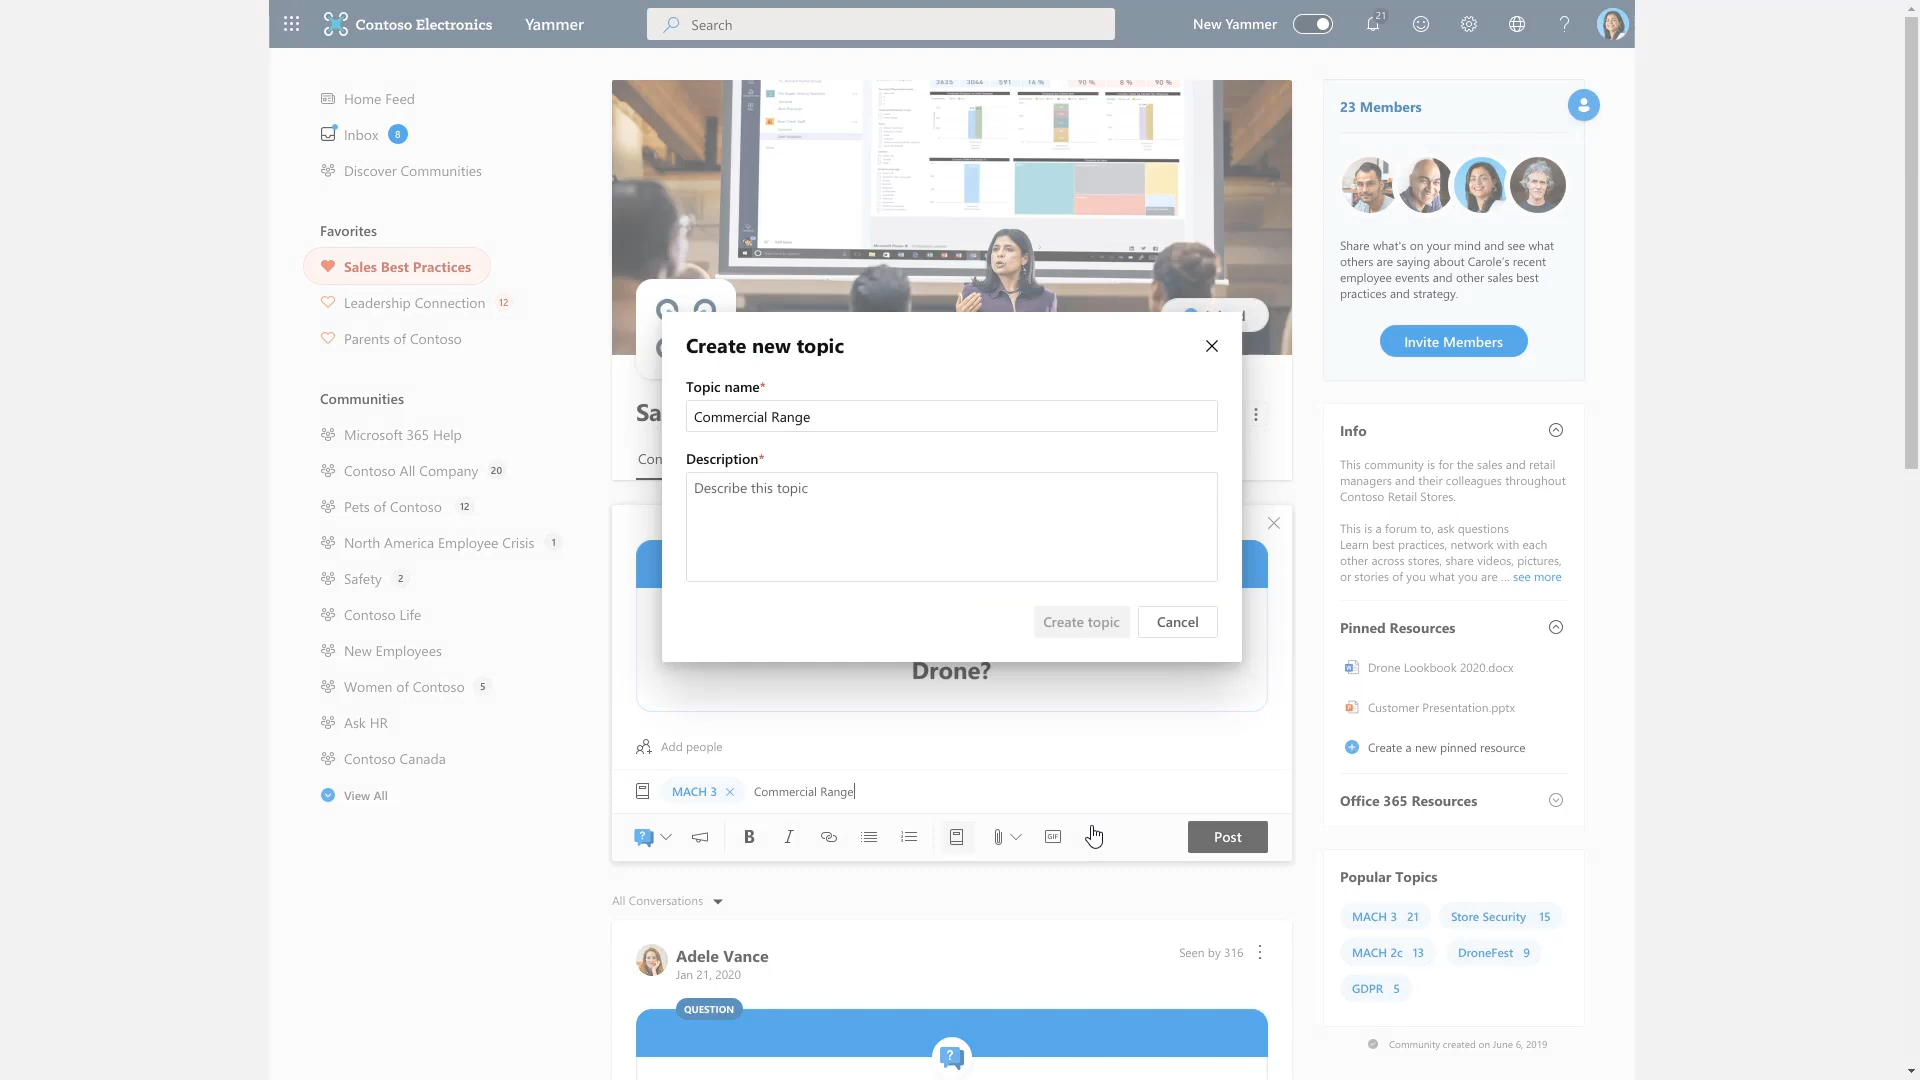 Contoso Electronics
Yammer
Search
New Yammer
21
Home Feed
Inbox 8
Discover Communities
Favorites
Sales Best Practices
Leadership Connection 12
Parents of Contoso
Communities
Microsoft 365 Help
Contoso All Company 20
Pets of Contoso 12
North America Employee Crisis 1
Safety 2
Contoso Life
New Employees
Women of Contoso 5
Ask HR
Contoso Canada
View All
3635 3044 591 16 % 90 % 8 % 90 %
Sa
Con
Create new topic
Topic name*
Commercial Range
Description*
Describe this topic
Create topic
Cancel
Drone?
Add people
MACH 3
Commercial Range
B I
GIF
Post
All Conversations
Adele Vance
Jan 21, 2020
Seen by 316
QUESTION
?
23 Members
Share what's on your mind and see what
others are saying about Carole's recent
employee events and other sales best
practices and strategy.
Invite Members
Info
This community is for the sales and retail
managers and their colleagues throughout
Contoso Retail Stores.
This is a forum to, ask questions
Learn best practices, network with each
other across stores, share videos, pictures,
or stories of you what you are ... see more
Pinned Resources
Drone Lookbook 2020.docx
Customer Presentation.pptx
Create a new pinned resource
Office 365 Resources
Popular Topics
MACH 3 21
Store Security 15
MACH 2c 13
DroneFest 9
GDPR 5
Community created on June 6, 2019